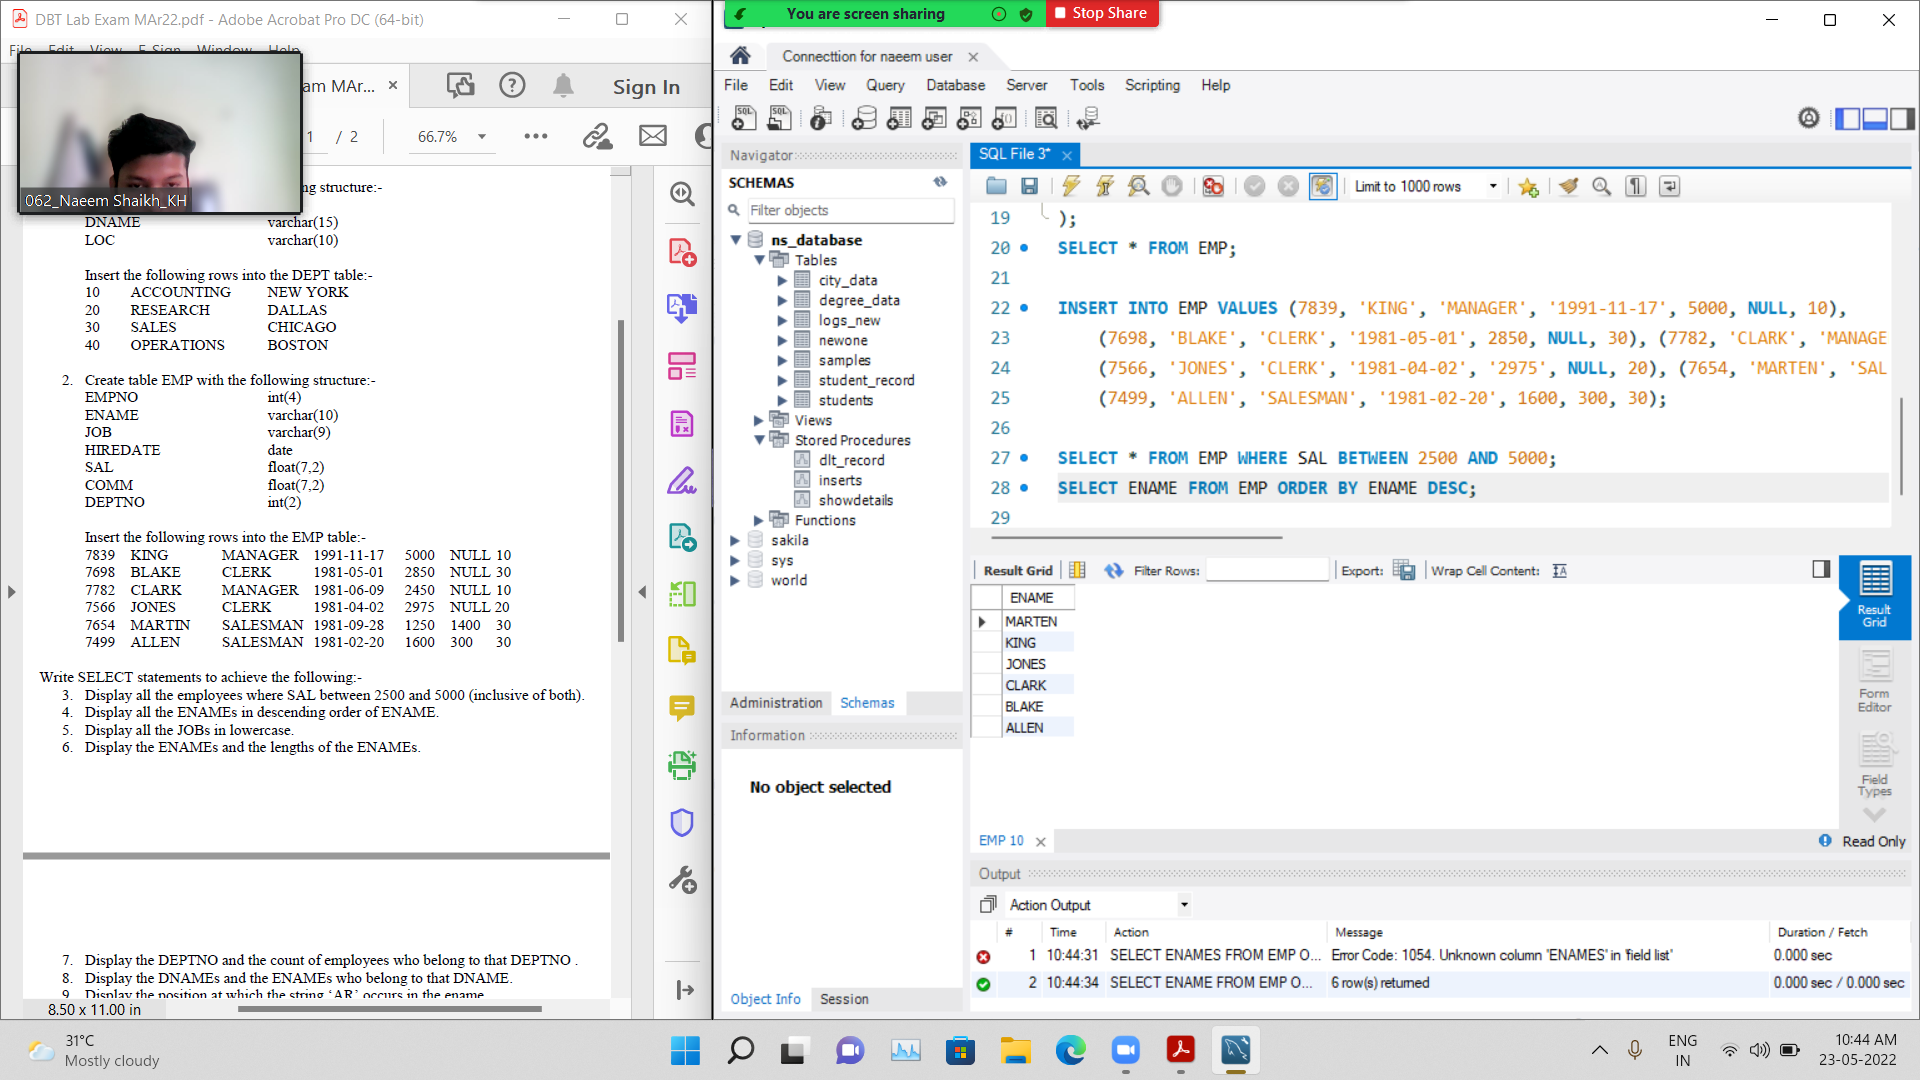 DBT Lab Exam MAr22.pdf - Adobe Acrobat Pro DC (64-bit)
File Edit View E-Sign Window Help
am MAr...
Sign In
1 / 2
66.7%
062_Naeem Shaikh_KH
ng structure:-
DNAME varchar(15)
LOC varchar(10)
Insert the following rows into the DEPT table:-
10 ACCOUNTING NEW YORK
20 RESEARCH DALLAS
30 SALES CHICAGO
40 OPERATIONS BOSTON
2. Create table EMP with the following structure:-
EMPNO int(4)
ENAME varchar(10)
JOB varchar(9)
HIREDATE date
SAL float(7,2)
COMM float(7,2)
DEPTNO int(2)
Insert the following rows into the EMP table:-
7839 KING MANAGER 1991-11-17 5000 NULL 10
7698 BLAKE CLERK 1981-05-01 2850 NULL 30
7782 CLARK MANAGER 1981-06-09 2450 NULL 10
7566 JONES CLERK 1981-04-02 2975 NULL 20
7654 MARTIN SALESMAN 1981-09-28 1250 1400 30
7499 ALLEN SALESMAN 1981-02-20 1600 300 30
Write SELECT statements to achieve the following:-
3. Display all the employees where SAL between 2500 and 5000 (inclusive of both).
4. Display all the ENAMEs in descending order of ENAME.
5. Display all the JOBs in lowercase.
6. Display the ENAMEs and the lengths of the ENAMEs.
7. Display the DEPTNO and the count of employees who belong to that DEPTNO .
8. Display the DNAMEs and the ENAMEs who belong to that DNAME.
9. Display the position at which the string ‘AR’ occurs in the ename.
8.50 x 11.00 in
You are screen sharing
Stop Share
Connecttion for naeem user
File Edit View Query Database Server Tools Scripting Help
Navigator
SCHEMAS
Filter objects
ns_database
Tables
city_data
degree_data
logs_new
newone
samples
student_record
students
Views
Stored Procedures
dlt_record
inserts
showdetails
Functions
sakila
sys
world
Administration Schemas
Information
No object selected
Object Info Session
SQL File 3*
Limit to 1000 rows
19 );
20 SELECT * FROM EMP;
21
22 INSERT INTO EMP VALUES (7839, 'KING', 'MANAGER', '1991-11-17', 5000, NULL, 10),
23 (7698, 'BLAKE', 'CLERK', '1981-05-01', 2850, NULL, 30), (7782, 'CLARK', 'MANAGE
24 (7566, 'JONES', 'CLERK', '1981-04-02', '2975', NULL, 20), (7654, 'MARTEN', 'SAL
25 (7499, 'ALLEN', 'SALESMAN', '1981-02-20', 1600, 300, 30);
26
27 SELECT * FROM EMP WHERE SAL BETWEEN 2500 AND 5000;
28 SELECT ENAME FROM EMP ORDER BY ENAME DESC;
29
Result Grid Filter Rows: Export: Wrap Cell Content:
ENAME
MARTEN
KING
JONES
CLARK
BLAKE
ALLEN
Result Grid
Form Editor
Field Types
EMP 10
Read Only
Output
Action Output
# Time Action Message Duration / Fetch
1 10:44:31 SELECT ENAMES FROM EMP O... Error Code: 1054. Unknown column 'ENAMES' in 'field list' 0.000 sec
2 10:44:34 SELECT ENAME FROM EMP O... 6 row(s) returned 0.000 sec / 0.000 sec
31°C
Mostly cloudy
ENG
IN
10:44 AM
23-05-2022